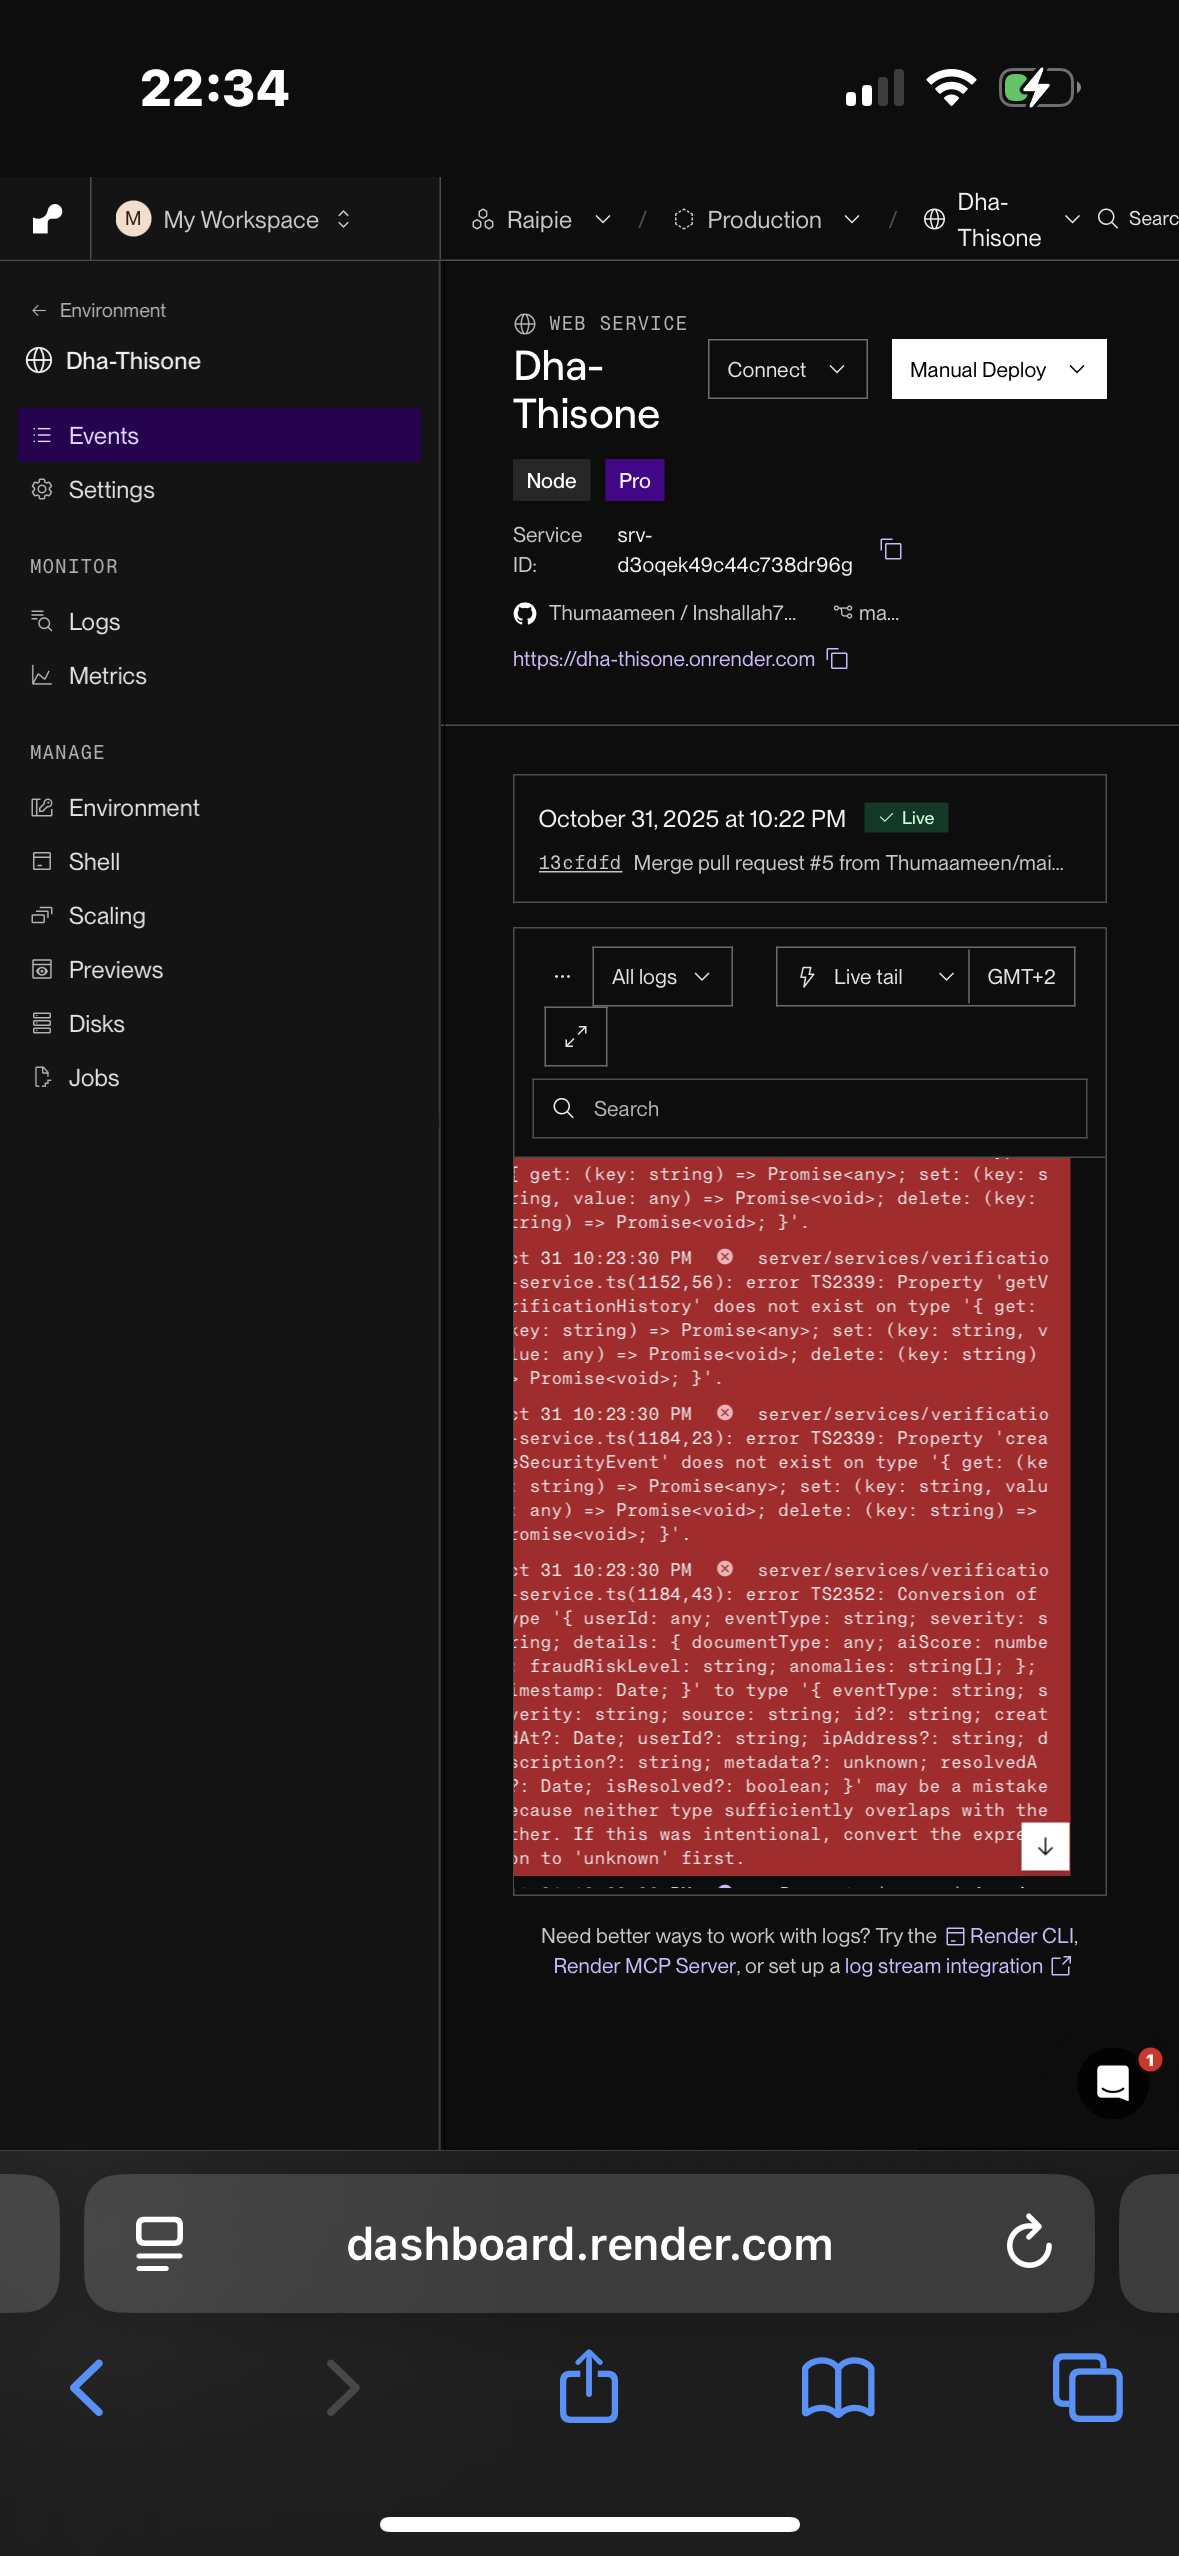 22:34
M My Workspace
Raipie / Production / Dha-Thisone
Searc
Environment
Dha-Thisone
Events
Settings
MONITOR
Logs
Metrics
MANAGE
Environment
Shell
Scaling
Previews
Disks
Jobs
WEB SERVICE
Dha-
Thisone
Connect
Manual Deploy
Node
Pro
Service
ID:
srv-
d3oqek49c44c738dr96g
Thumaameen / Inshallah7...
ma...
https://dha-thisone.onrender.com
October 31, 2025 at 10:22 PM
Live
13cfdfd Merge pull request #5 from Thumaameen/mai...
...
All logs
Live tail
GMT+2
Search
{ get: (key: string) => Promise<any>; set: (key: s
ring, value: any) => Promise<void>; delete: (key:
tring) => Promise<void>; }'.
ct 31 10:23:30 PM server/services/verificatio
-service.ts(1152,56): error TS2339: Property 'getV
rificationHistory' does not exist on type '{ get:
key: string) => Promise<any>; set: (key: string, v
lue: any) => Promise<void>; delete: (key: string)
> Promise<void>; }'.
ct 31 10:23:30 PM server/services/verificatio
-service.ts(1184,23): error TS2339: Property 'crea
eSecurityEvent' does not exist on type '{ get: (ke
: string) => Promise<any>; set: (key: string, valu
: any) => Promise<void>; delete: (key: string) =>
romise<void>; }'.
ct 31 10:23:30 PM server/services/verificatio
-service.ts(1184,43): error TS2352: Conversion of
ype '{ userId: any; eventType: string; severity: s
ring; details: { documentType: any; aiScore: numbe
; fraudRiskLevel: string; anomalies: string[]; };
imestamp: Date; }' to type '{ eventType: string; s
verity: string; source: string; id?: string; creat
dAt?: Date; userId?: string; ipAddress?: string; d
scription?: string; metadata?: unknown; resolvedA
?: Date; isResolved?: boolean; }' may be a mistake
ecause neither type sufficiently overlaps with the
ther. If this was intentional, convert the expre
on to 'unknown' first.
Need better ways to work with logs? Try the Render CLI,
Render MCP Server, or set up a log stream integration
1
dashboard.render.com